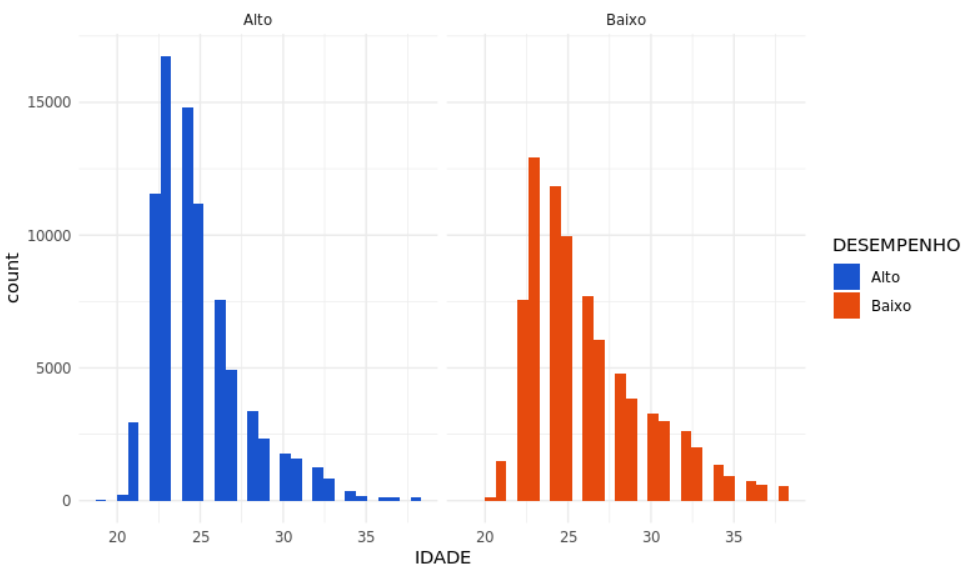 Alto
Baixo
count
15000
10000
5000
0
20 25 30 35
20 25 30 35
IDADE
DESEMPENHO
Alto
Baixo